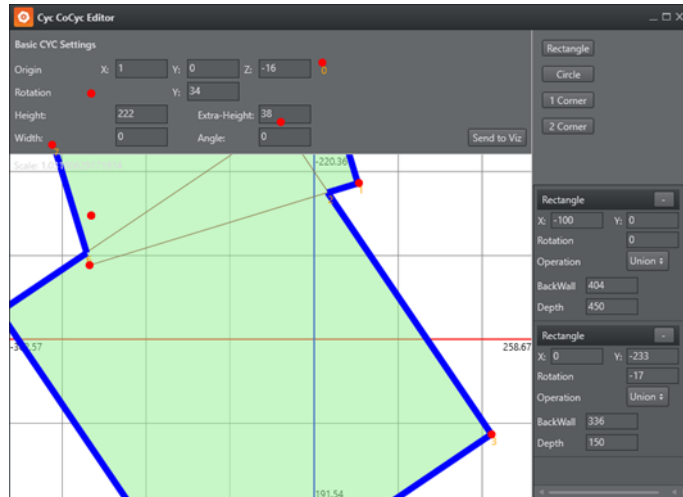 Cyc CoCyc Editor
Basic CYC Settings
Origin X: 1 Y: 0 Z: -16
0
Rotation Y: 34
Height: 222 Extra-Height: 38
Width: 0 Angle: 0 Send to Viz
-220.36
1
258.67
3
191.54
Rectangle
Circle
1 Corner
2 Corner
Rectangle -
X: -100 Y: 0
Rotation 0
Operation Union
BackWall 404
Depth 450
Rectangle -
X: 0 Y: -233
Rotation -17
Operation Union
BackWall 336
Depth 150